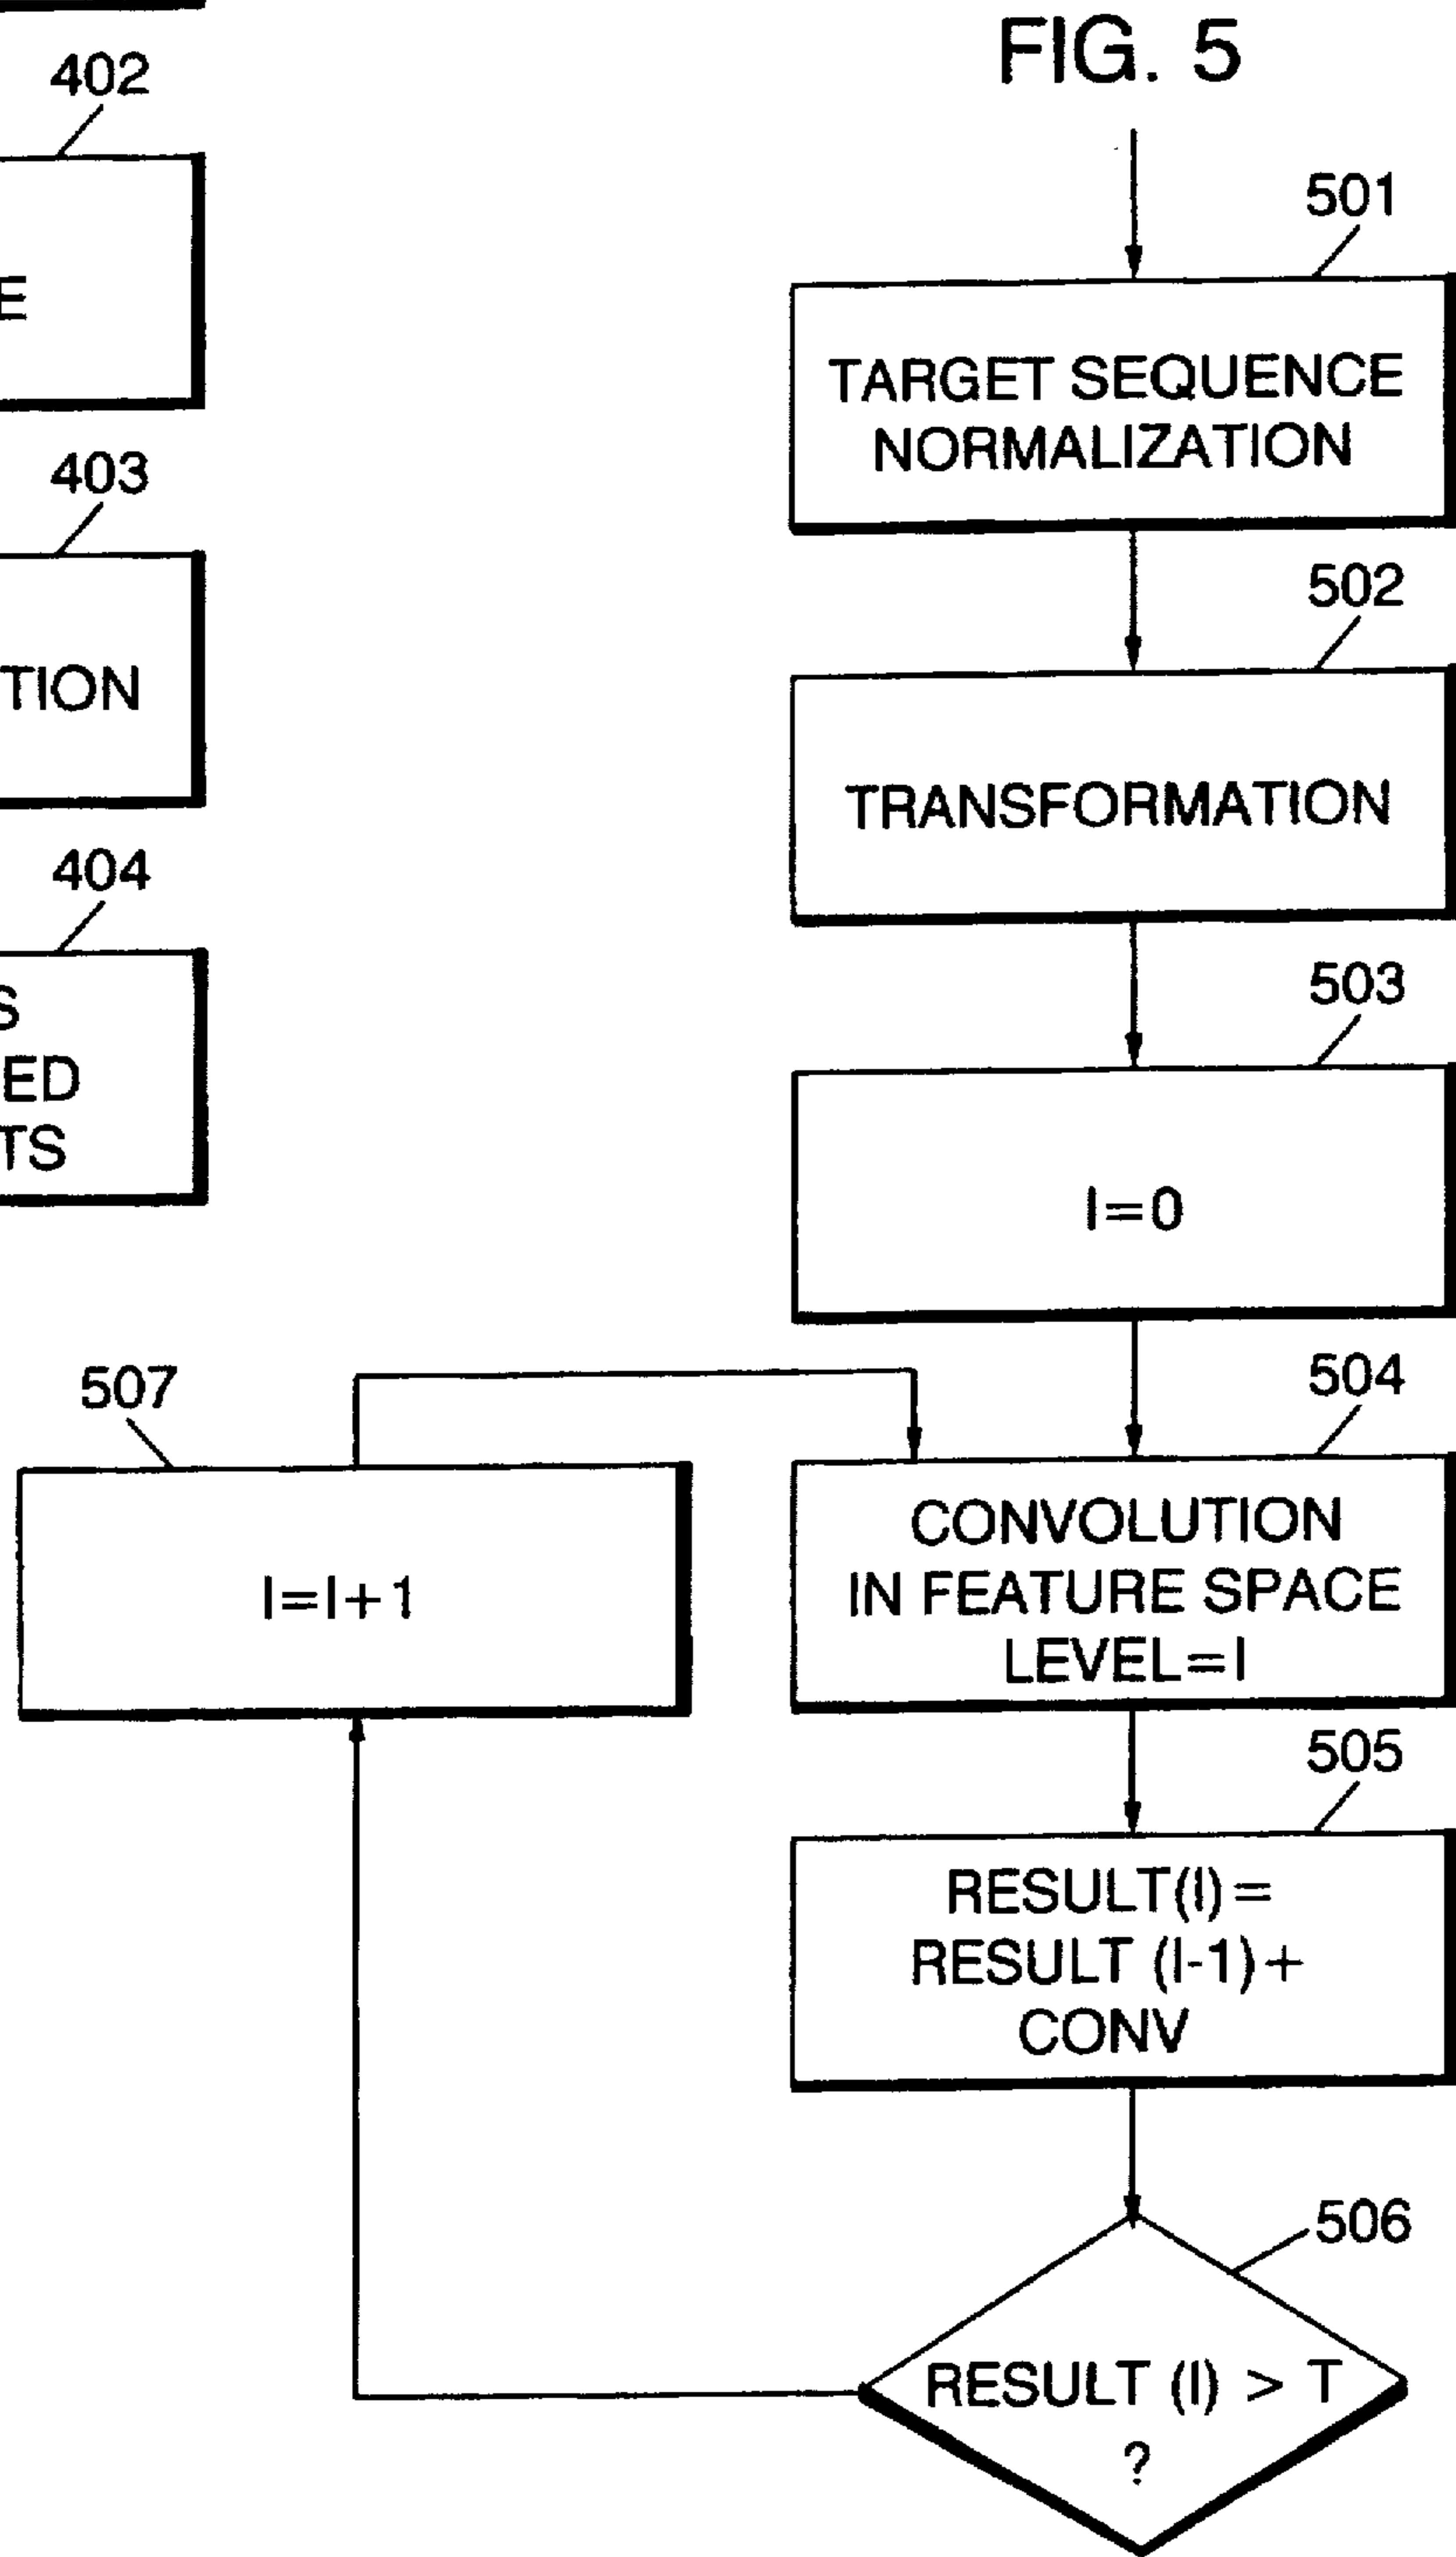 402
E
403
TION
404
S
ED
TS
FIG. 5
501
TARGET SEQUENCE
NORMALIZATION
502
TRANSFORMATION
503
I=0
504
CONVOLUTION
IN FEATURE SPACE
LEVEL=I
507
I=I+1
505
RESULT(I)=
RESULT (I-1)+
CONV
506
RESULT (I) > T
?